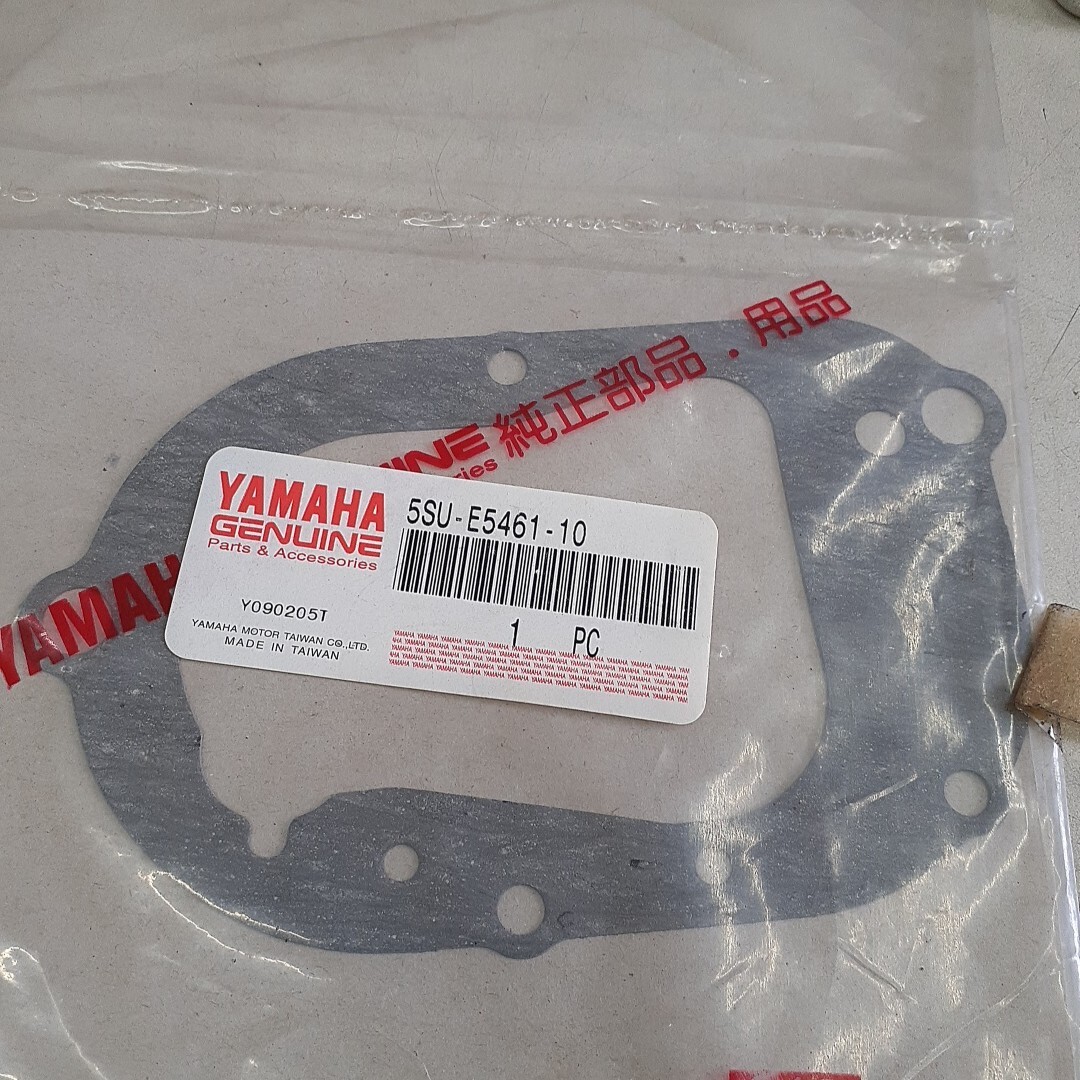 純正部品.用品
YAMAHA
GENUINE
Parts & Accessories
5SU-E5461-10
Y090205T
1 PC
YAMAHA MOTOR TAIWAN CO.,LTD.
MADE IN TAIWAN